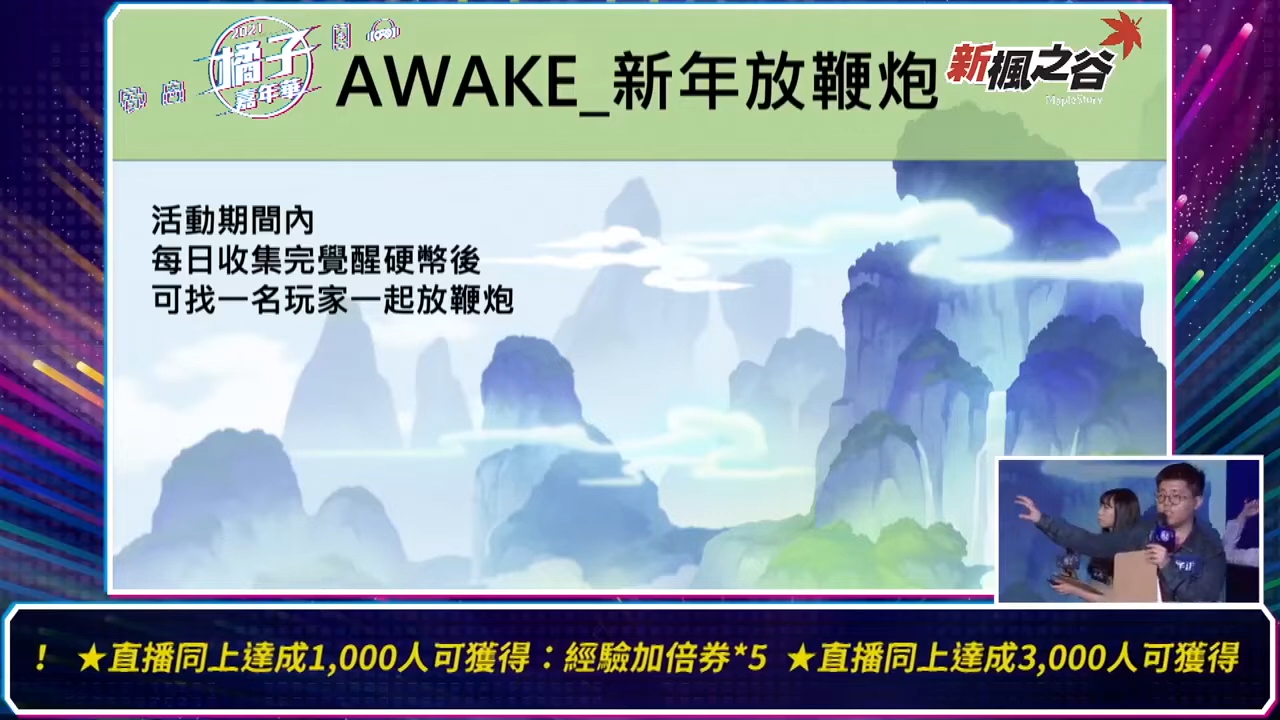 2021
橘子
嘉年華
AWAKE_新年放鞭炮
新楓之谷
MapleStory
活動期間內
每日收集完覺醒硬幣後
可找一名玩家一起放鞭炮
! ★直播同上達成1,000人可獲得：經驗加倍券*5 ★直播同上達成3,000人可獲得